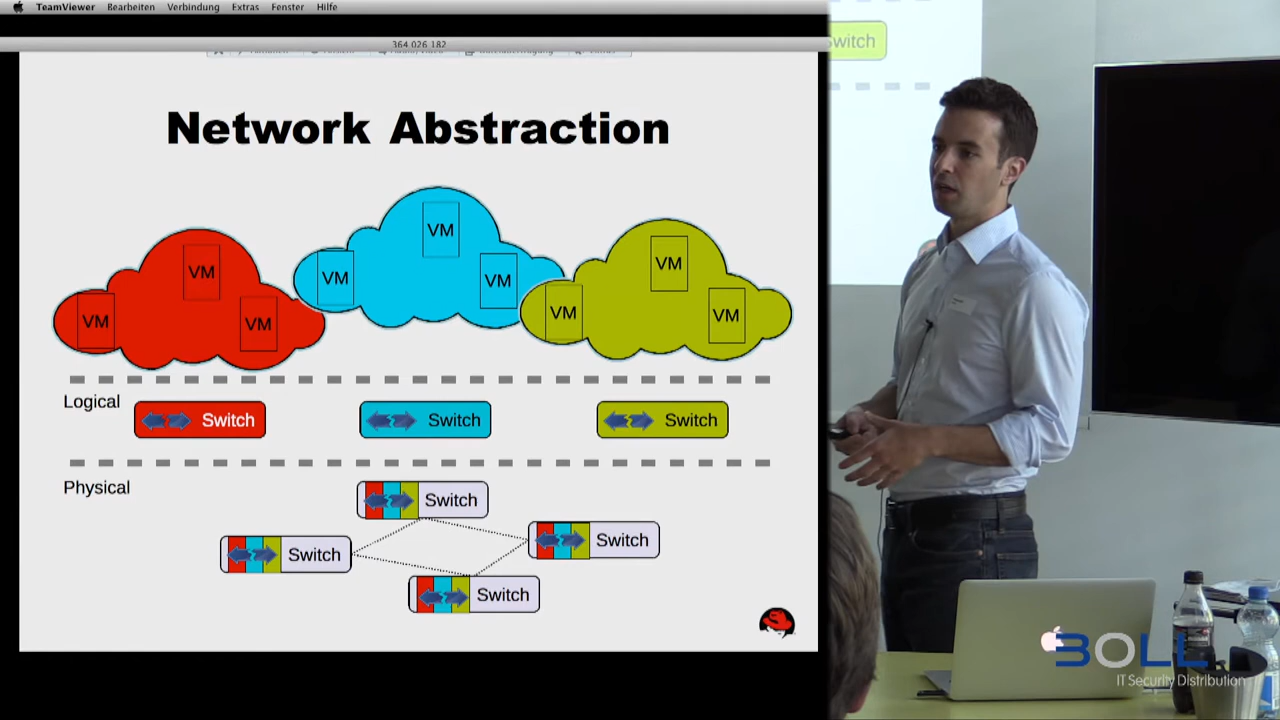 TeamViewer Bearbeiten Verbindung Extras Fenster Hilfe
364 026 182
Network Abstraction
VM
VM
VM
VM
VM
VM
VM
VM
VM
Logical
Switch
Switch
Switch
Physical
Switch
Switch
Switch
Switch
Switch
BOLL
IT Security Distribution